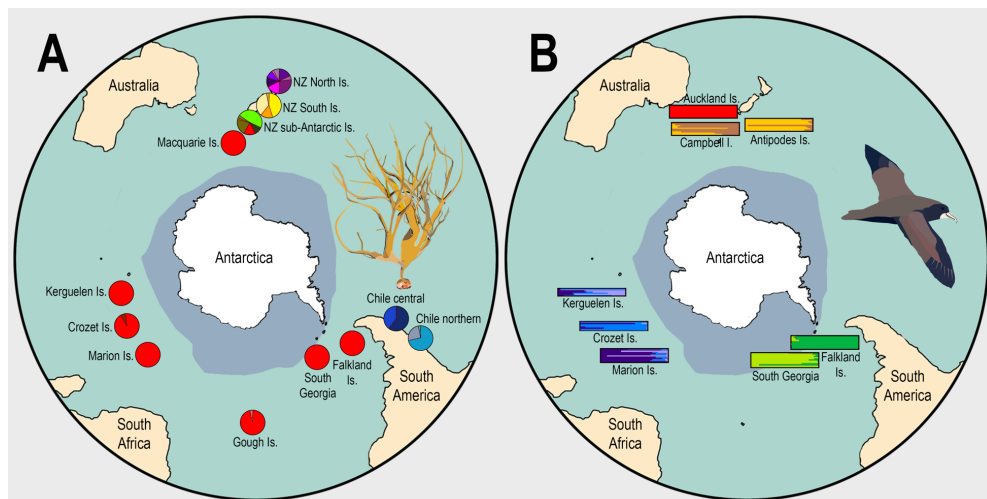 A
Australia
NZ North Is.
NZ South Is.
NZ sub-Antarctic Is.
Macquarie Is.
Antarctica
Kerguelen Is.
Crozet Is.
Marion Is.
Chile central
Chile northern
Falkland
Is.
South
Georgia
South
America
South
Africa
Gough Is.
B
Australia
Auckland Is.
Campbell I.
Antipodes Is.
Antarctica
Kerguelen Is.
Crozet Is.
Marion Is.
Falkland
Is.
South Georgia
South
America
South
Africa